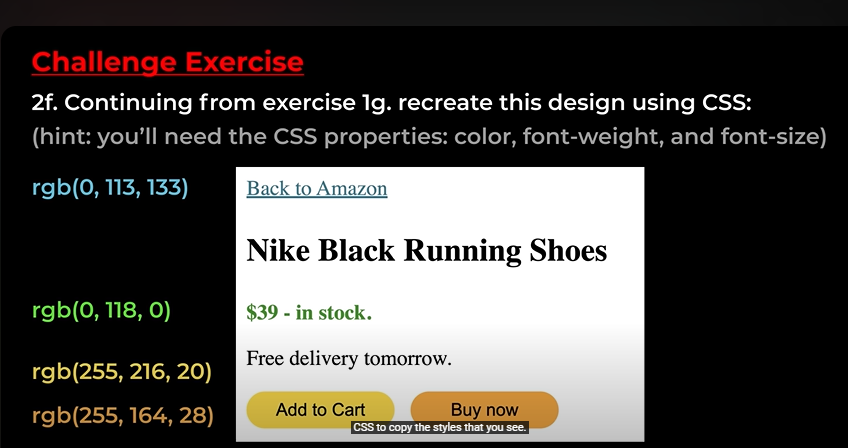 Challenge Exercise
2f. Continuing from exercise 1g. recreate this design using CSS:
(hint: you'll need the CSS properties: color, font-weight, and font-size)
rgb(0, 113, 133)
Back to Amazon
Nike Black Running Shoes
rgb(0, 118, 0)
$39 - in stock.
Free delivery tomorrow.
rgb(255, 216, 20)
rgb(255, 164, 28)
Add to Cart
Buy now
CSS to copy the styles that you see.